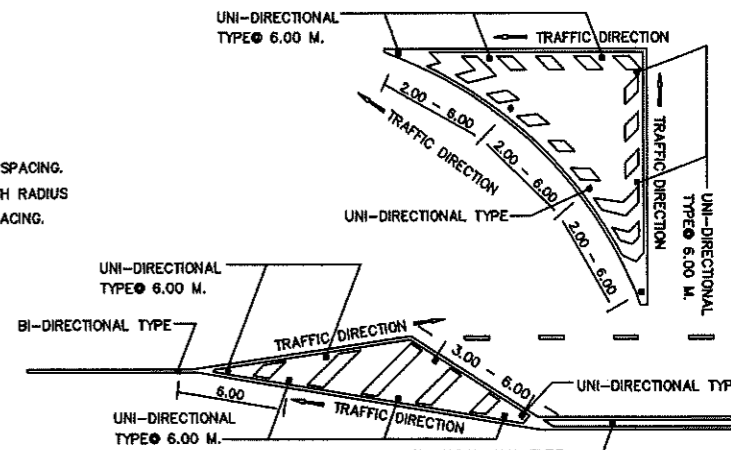 UNI-DIRECTIONAL
TYPE@ 6.00 M.
TRAFFIC DIRECTION
2.00 - 6.00
TRAFFIC DIRECTION
2.00 - 6.00
TRAFFIC DIRECTION
SPACING.
H RADIUS
ACING.
UNI-DIRECTIONAL TYPE
2.00 - 6.00
UNI-DIRECTIONAL
TYPE@ 6.00 M.
UNI-DIRECTIONAL
TYPE@ 6.00 M.
BI-DIRECTIONAL TYPE
TRAFFIC DIRECTION
3.00 - 6.00
6.00
TRAFFIC DIRECTION
UNI-DIRECTIONAL TYP
UNI-DIRECTIONAL
TYPE@ 6.00 M.